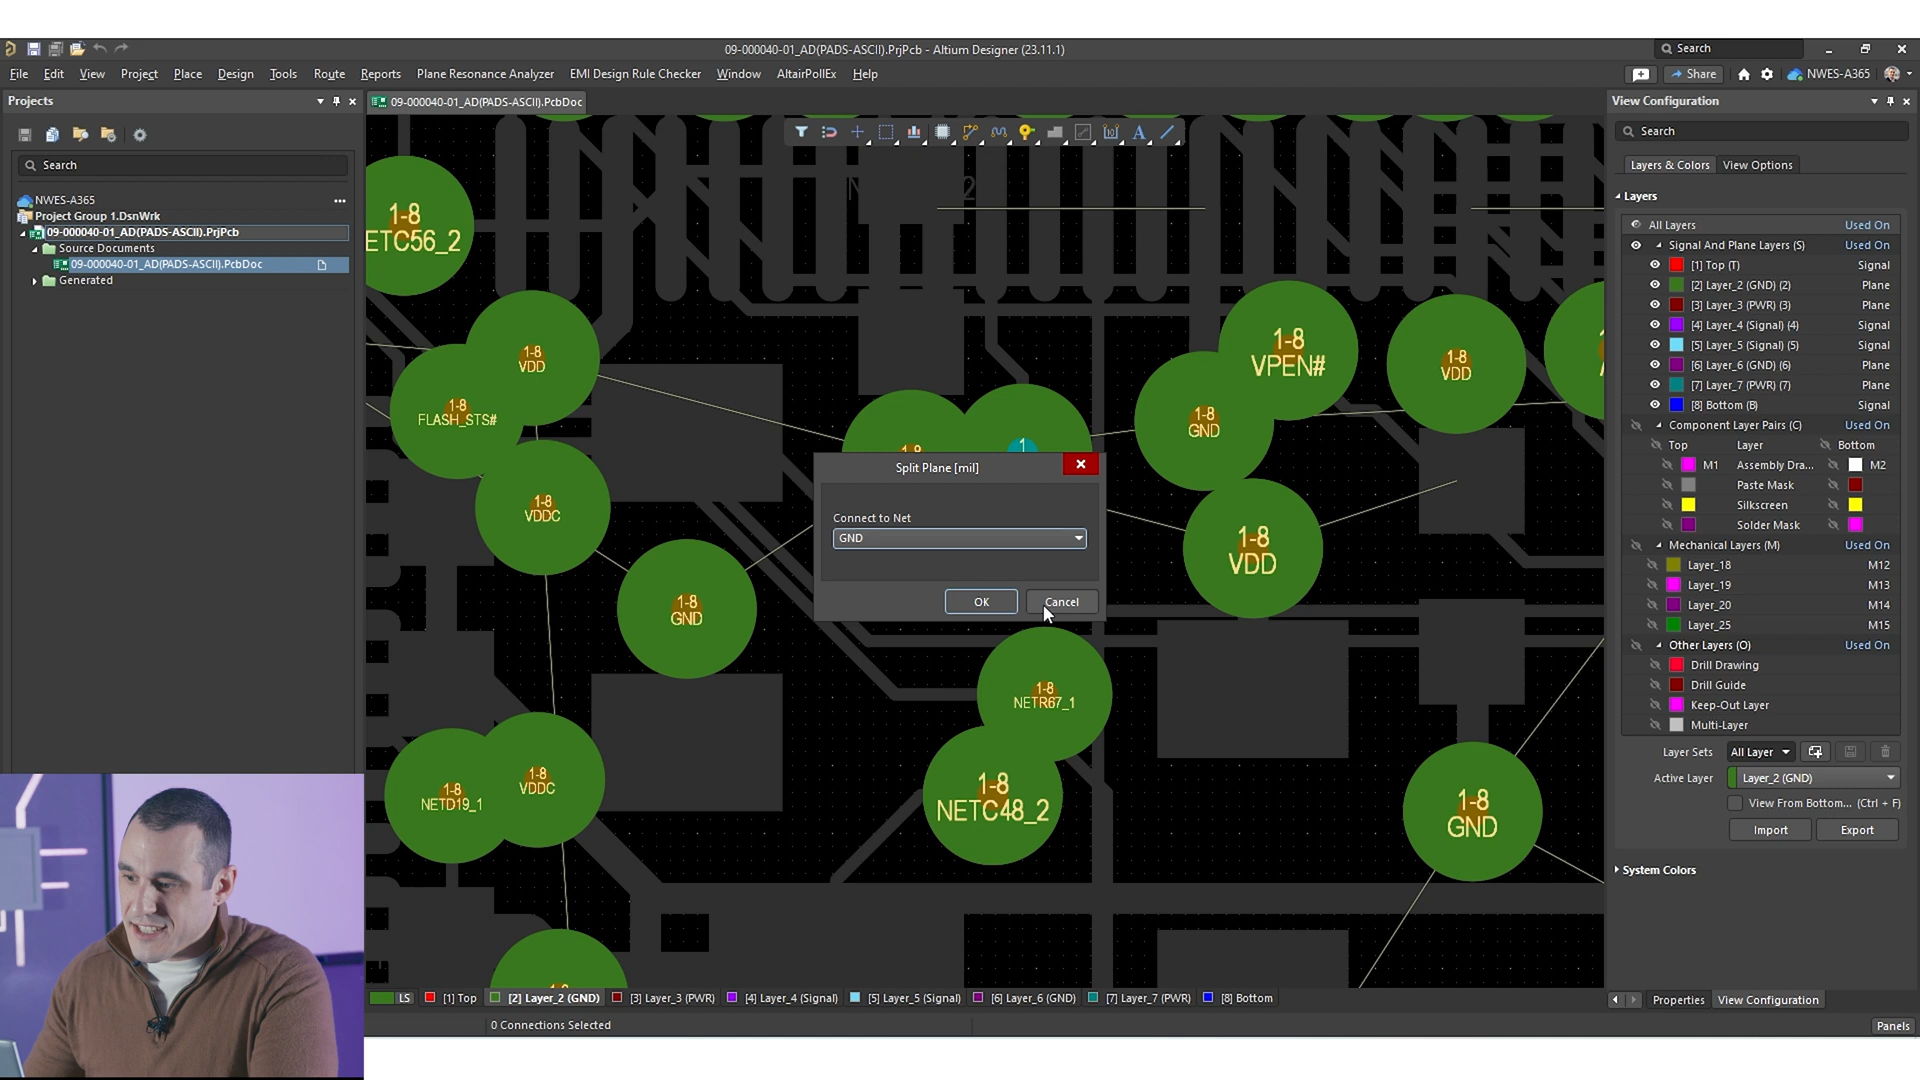 09-000040-01_AD(PADS-ASCII).PrjPcb - Altium Designer (23.11.1)
Search
File Edit View Project Place Design Tools Route Reports Plane Resonance Analyzer EMI Design Rule Checker Window AltairPollEx Help
Share NWES-A365
Projects
09-000040-01_AD(PADS-ASCII).PcbDoc
View Configuration
Search
Search
Layers & Colors View Options
NWES-A365
Project Group 1.DsnWrk
09-000040-01_AD(PADS-ASCII).PrjPcb
Source Documents
09-000040-01_AD(PADS-ASCII).PcbDoc
Generated
1-8
ETC56_2
1-8
VDD
1-8
FLASH_STS#
1-8
VDDC
1-8
GND
1-8
NETD19_1
1-8
VDDC
1-8
1
1-8
GND
1-8
VPEN#
1-8
VDD
1-8
VDD
1-8
NETR67_1
1-8
NETC48_2
1-8
GND
Split Plane [mil]
Connect to Net
GND
OK Cancel
Layers
All Layers Used On
Signal And Plane Layers (S) Used On
[1] Top (T) Signal
[2] Layer_2 (GND) (2) Plane
[3] Layer_3 (PWR) (3) Plane
[4] Layer_4 (Signal) (4) Signal
[5] Layer_5 (Signal) (5) Signal
[6] Layer_6 (GND) (6) Plane
[7] Layer_7 (PWR) (7) Plane
[8] Bottom (B) Signal
Component Layer Pairs (C) Used On
Top Layer Bottom
M1 Assembly Dra... M2
Paste Mask
Silkscreen
Solder Mask
Mechanical Layers (M) Used On
Layer_18 M12
Layer_19 M13
Layer_20 M14
Layer_25 M15
Other Layers (O) Used On
Drill Drawing
Drill Guide
Keep-Out Layer
Multi-Layer
Layer Sets All Layer
Active Layer Layer_2 (GND)
View From Bottom... (Ctrl + F)
Import Export
System Colors
LS [1] Top [2] Layer_2 (GND) [3] Layer_3 (PWR) [4] Layer_4 (Signal) [5] Layer_5 (Signal) [6] Layer_6 (GND) [7] Layer_7 (PWR) [8] Bottom
Properties View Configuration
0 Connections Selected
Panels